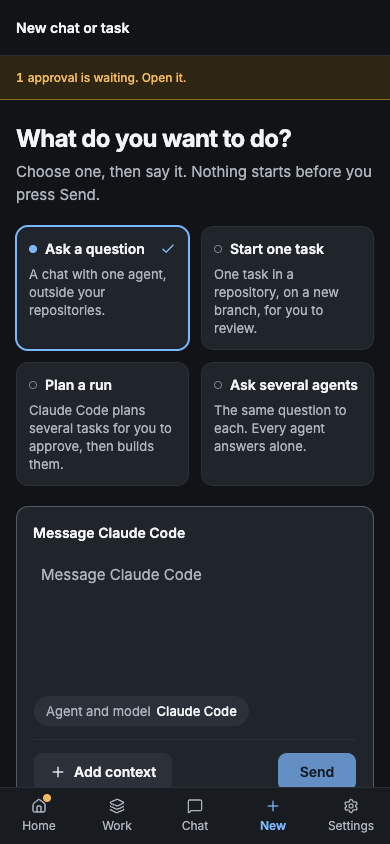 New chat or task
1 approval is waiting. Open it.
What do you want to do?
Choose one, then say it. Nothing starts before you
press Send.
Ask a question
A chat with one agent,
outside your
repositories.
Start one task
One task in a
repository, on a new
branch, for you to
review.
Plan a run
Claude Code plans
several tasks for you to
approve, then builds
them.
Ask several agents
The same question to
each. Every agent
answers alone.
Message Claude Code
Message Claude Code
Agent and model Claude Code
Add context
Send
Home
Work
Chat
New
Settings